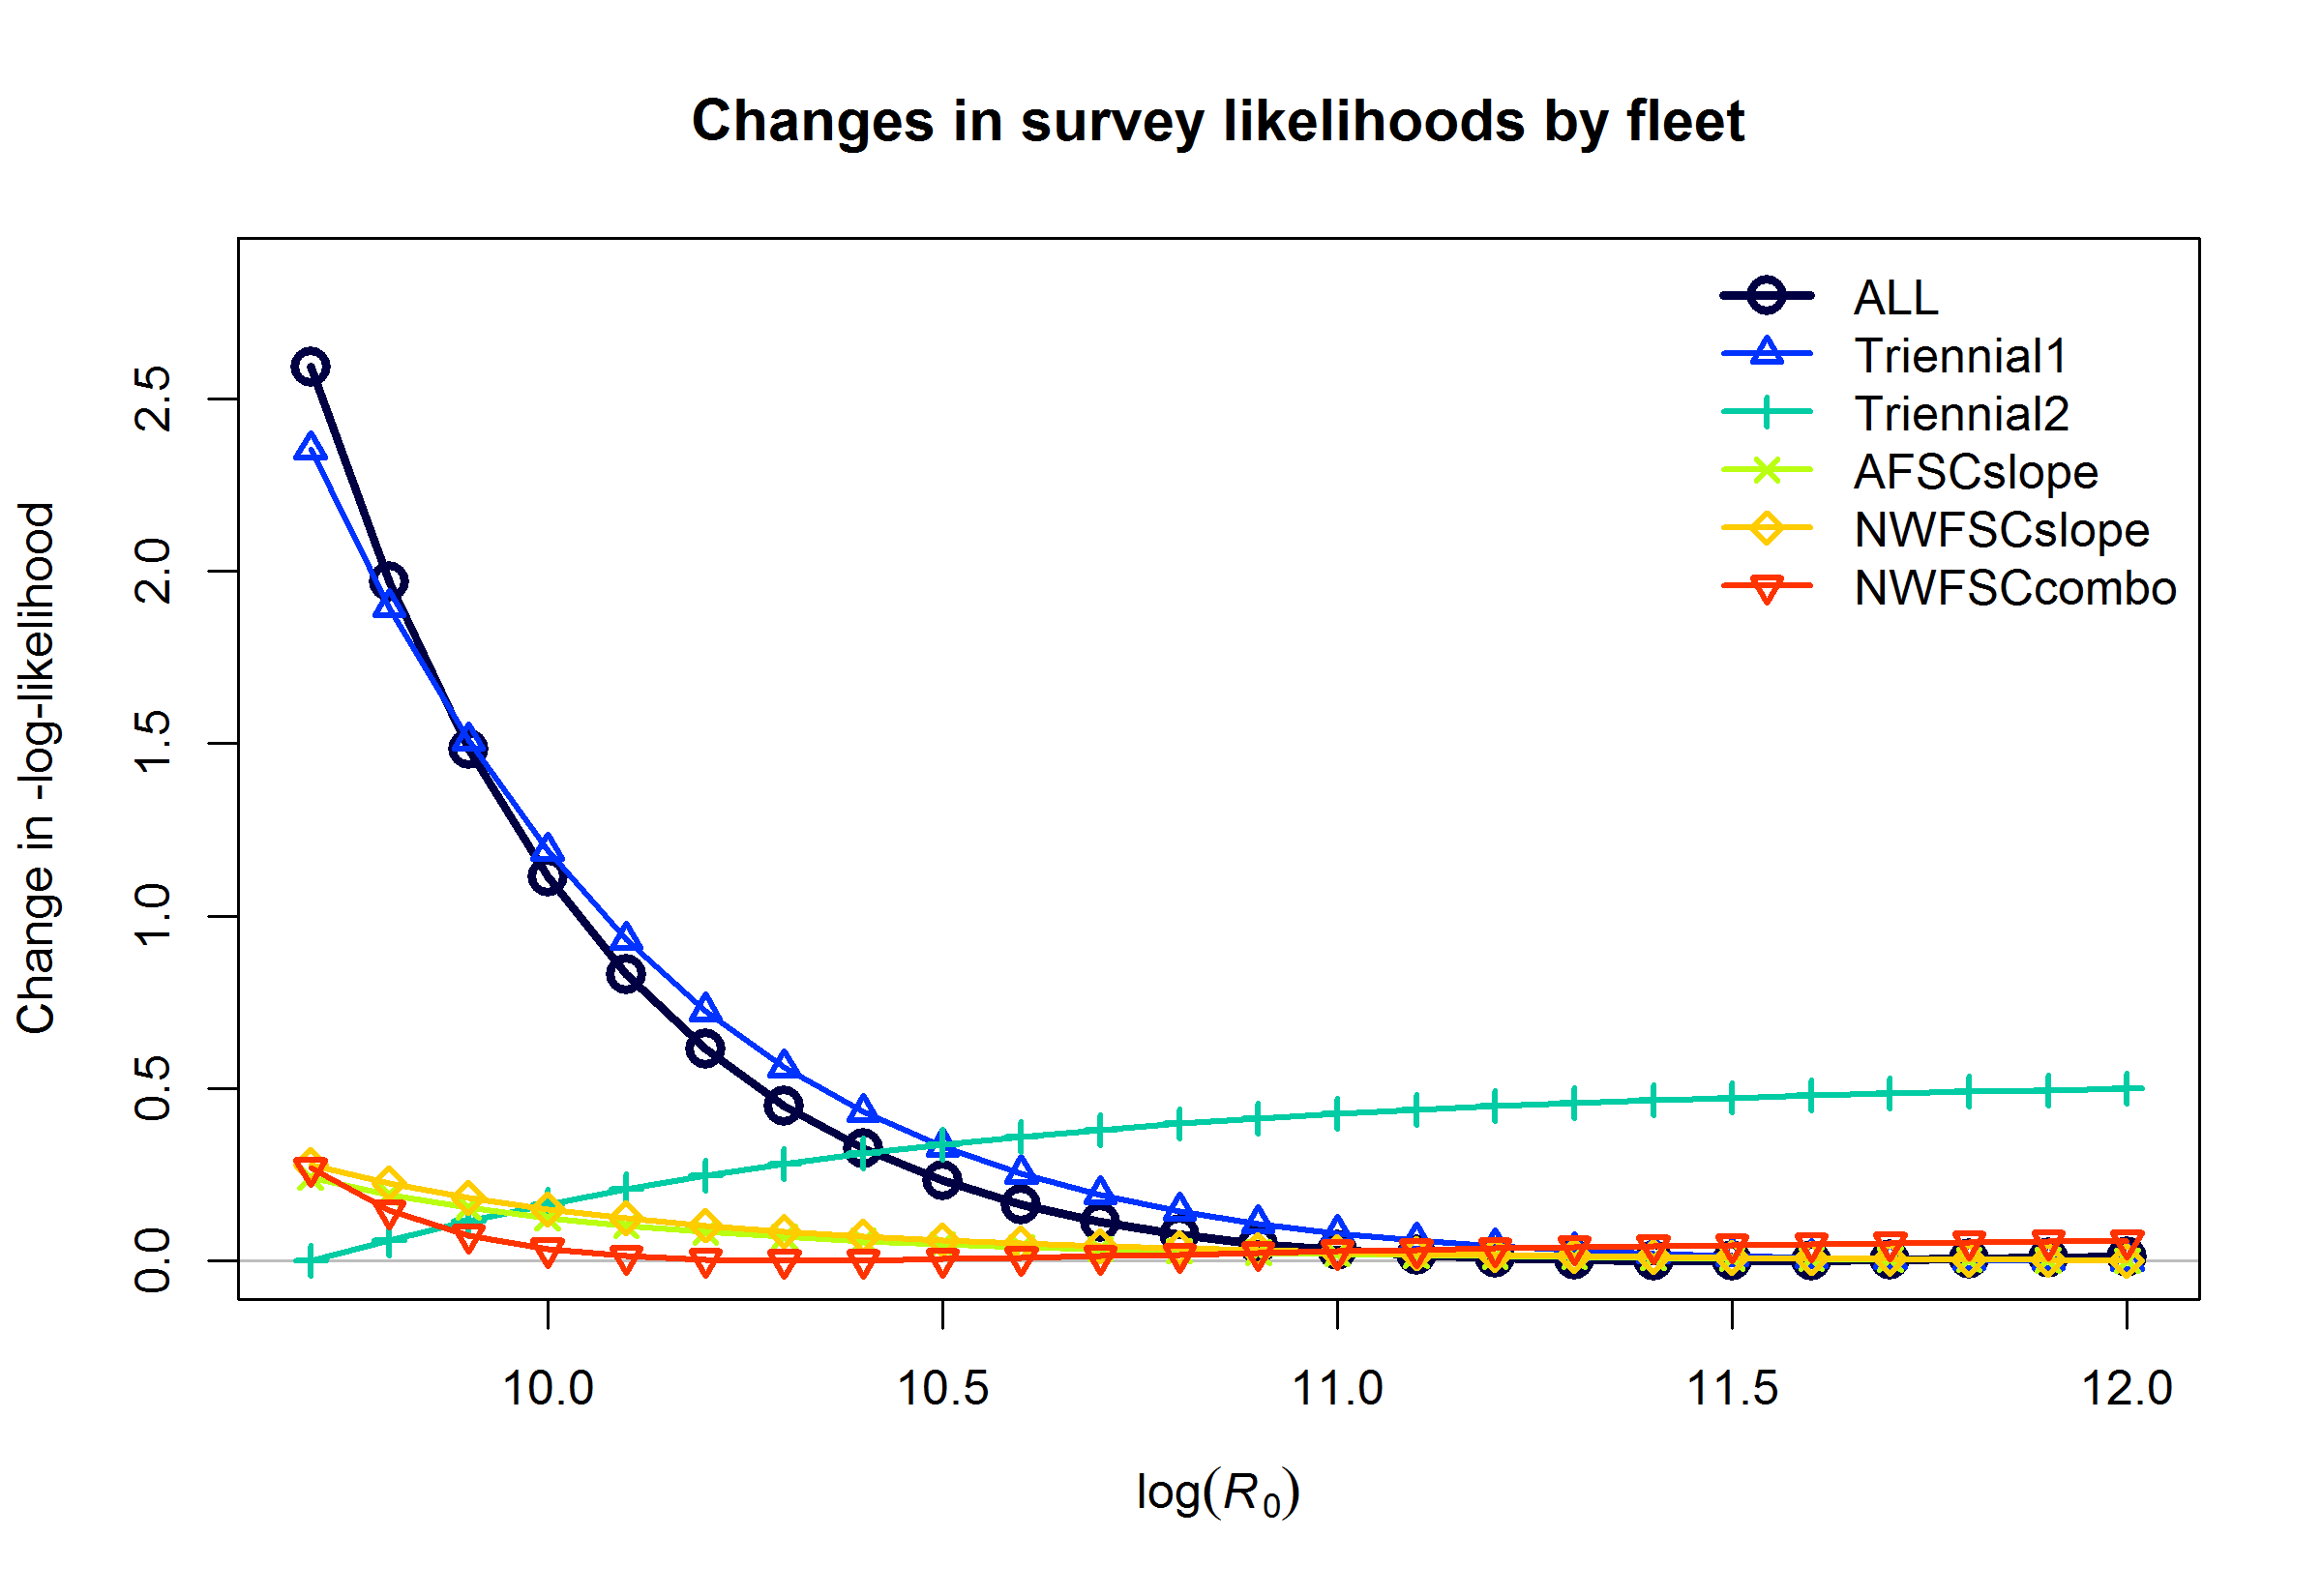 Changes in survey likelihoods by fleet
ALL
Triennial1
Triennial2
AFSCslope
NWFSCslope
NWFSCcombo
Change in -log-likelihood
2.5
2.0
1.5
1.0
0.5
0.0
10.0 10.5 11.0 11.5 12.0
log(R₀)